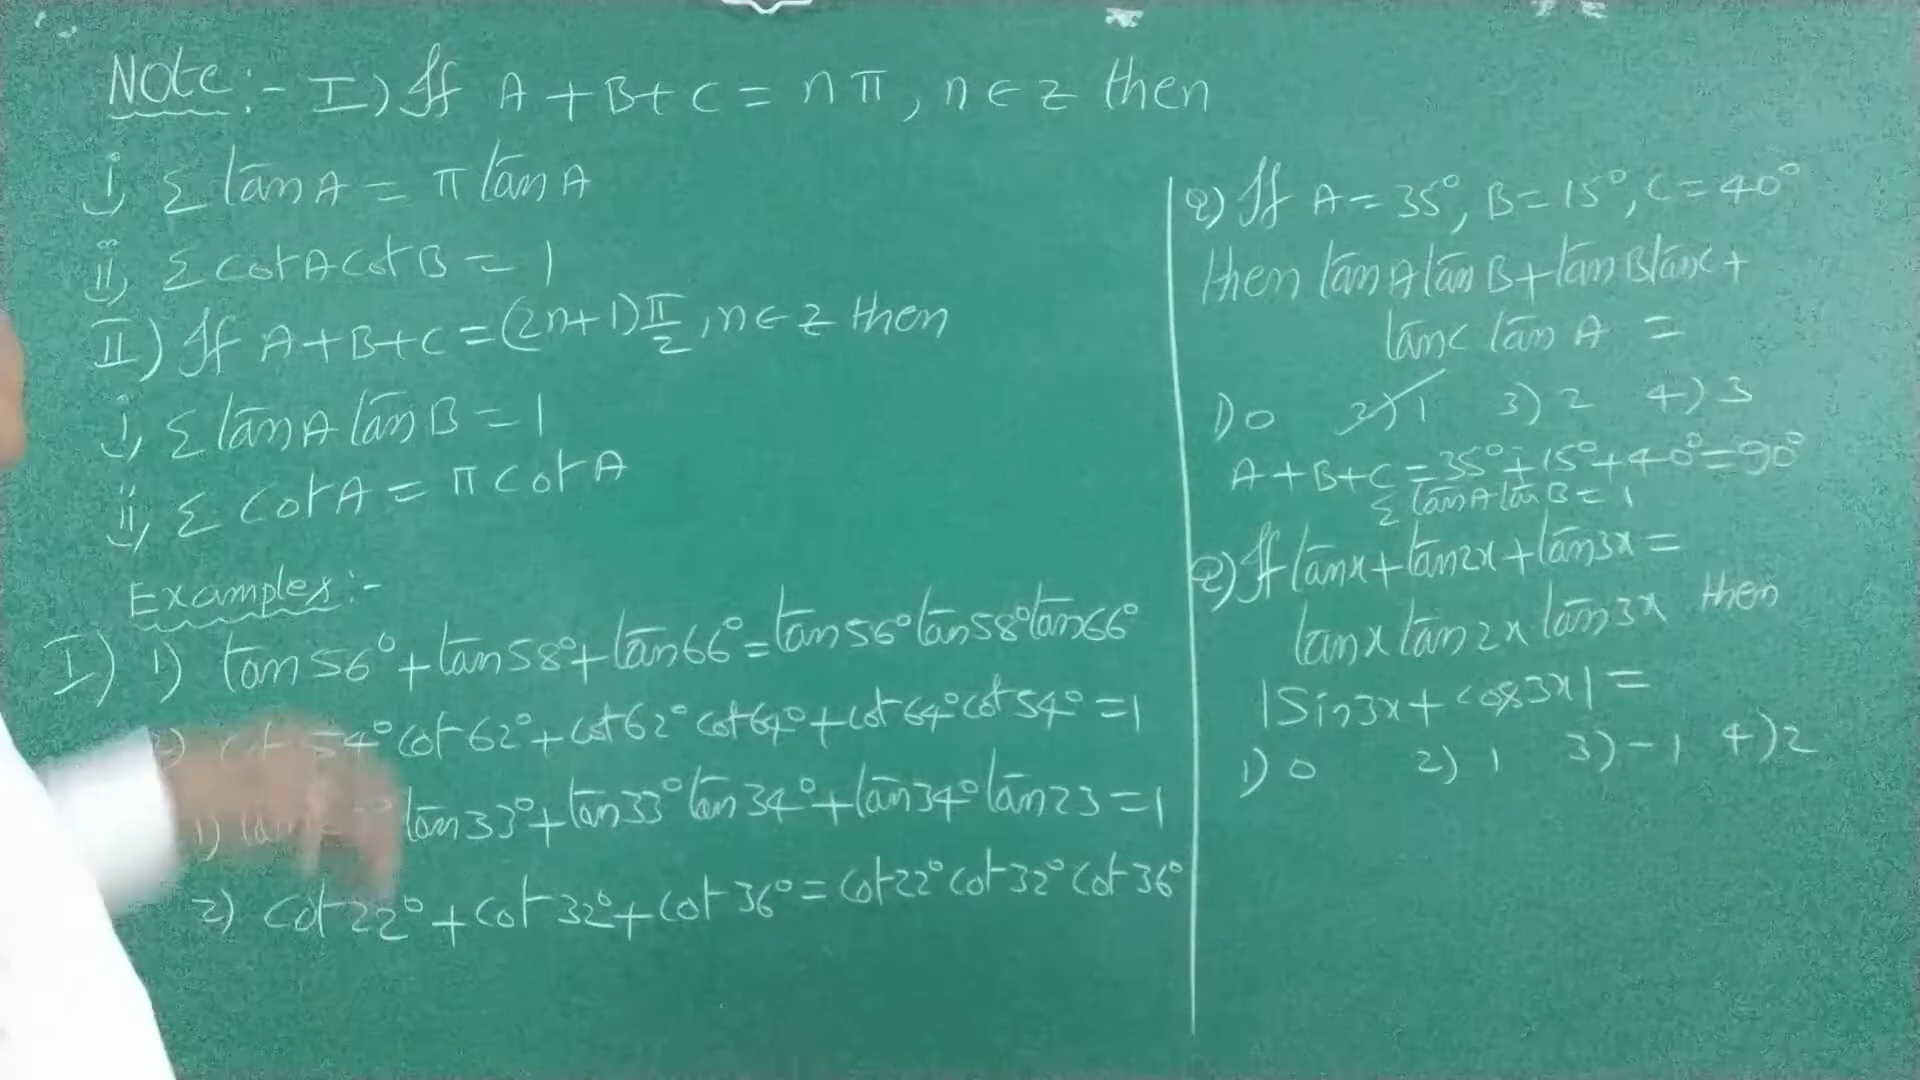 Note:- I) If A + B + C = nπ, n ∈ z then
i, Σ tan A = π tan A
ii, Σ cot A cot B = 1
II) If A + B + C = (2n+1) π/2, n ∈ z then
i, Σ tan A tan B = 1
ii, Σ cot A = π cot A
Examples:-
I) 1) tan 56° + tan 58° + tan 66° = tan 56° tan 58° tan 66°
54° cot 62° + cot 62° cot 64° + cot 64° cot 54° = 1
1) tan 33° + tan 33° tan 34° + tan 34° tan 23 = 1
2) cot 22° + cot 32° + cot 36° = cot 22° cot 32° cot 36°
Q) If A = 35°, B = 15°, C = 40°
then tan A tan B + tan B tan C +
tan C tan A =
1) 0 2) 1 3) 2 4) 3
A + B + C = 35° + 15° + 40° = 90°
Σ tan A tan B = 1
Q) If tan x + tan 2x + tan 3x =
tan x tan 2x tan 3x then
|Sin 3x + cos 3x| =
1) 0 2) 1 3) -1 4) 2